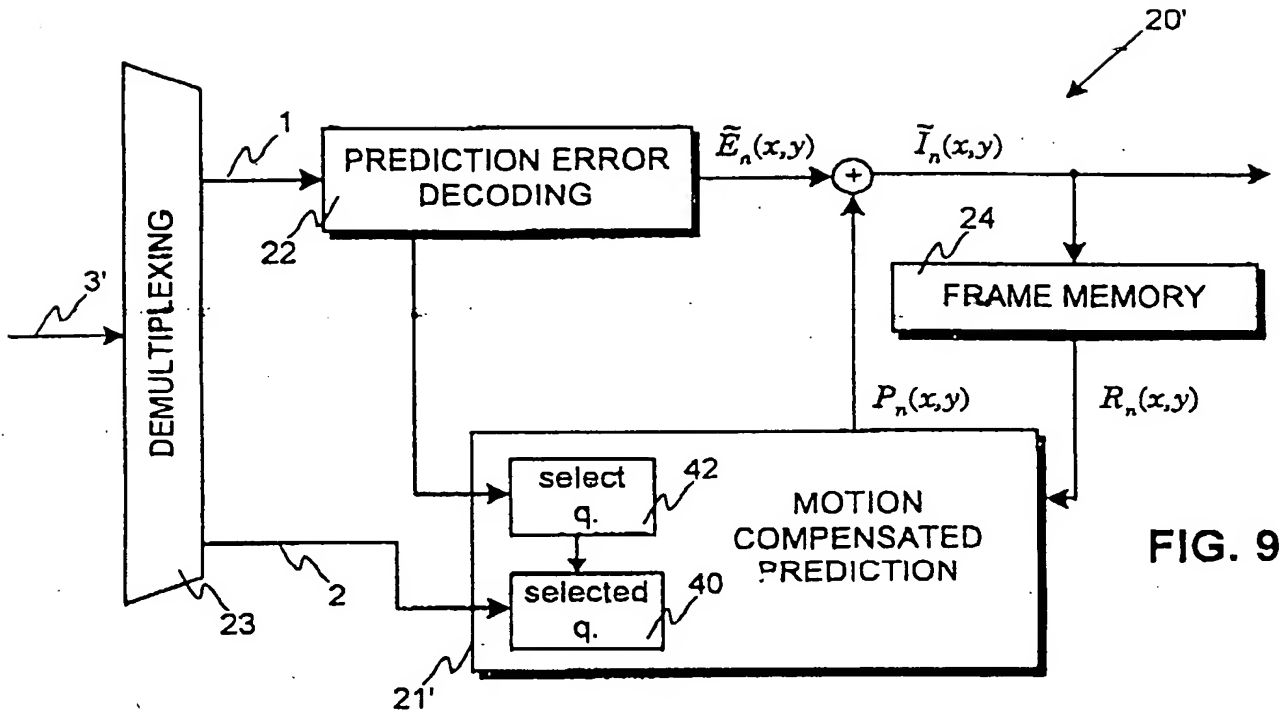 20'
1
PREDICTION ERROR
DECODING
22
Ẽₙ(x,y)
+
Ĩₙ(x,y)
24
FRAME MEMORY
3'
DEMULTIPLEXING
Pₙ(x,y)
Rₙ(x,y)
select
q.
42
MOTION
COMPENSATED
PREDICTION
selected
q.
40
2
23
21'
FIG. 9